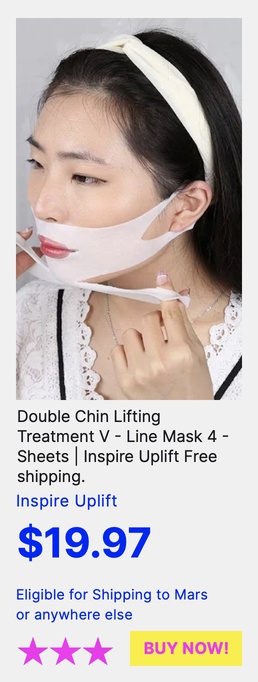 Double Chin Lifting
Treatment V - Line Mask 4 -
Sheets | Inspire Uplift Free
shipping.
Inspire Uplift
$19.97
Eligible for Shipping to Mars
or anywhere else
BUY NOW!